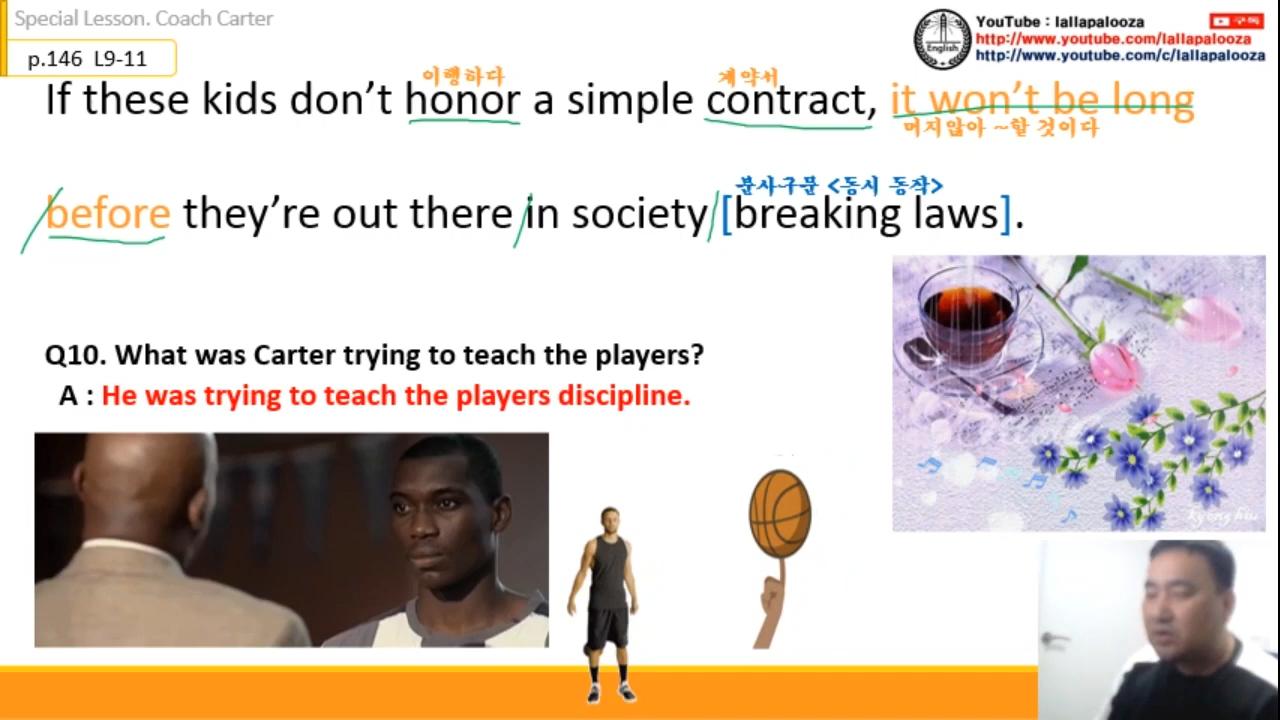 Special Lesson. Coach Carter
YouTube : lallapalooza
구독
http://www.youtube.com/lallapalooza
http://www.youtube.com/c/lallapalooza
English
p.146 L9-11
이행하다
계약서
If these kids don't honor a simple contract, it won't be long
머지않아 ~할 것이다
분사구문 <동시 동작>
before they're out there in society [breaking laws].
Q10. What was Carter trying to teach the players?
A : He was trying to teach the players discipline.